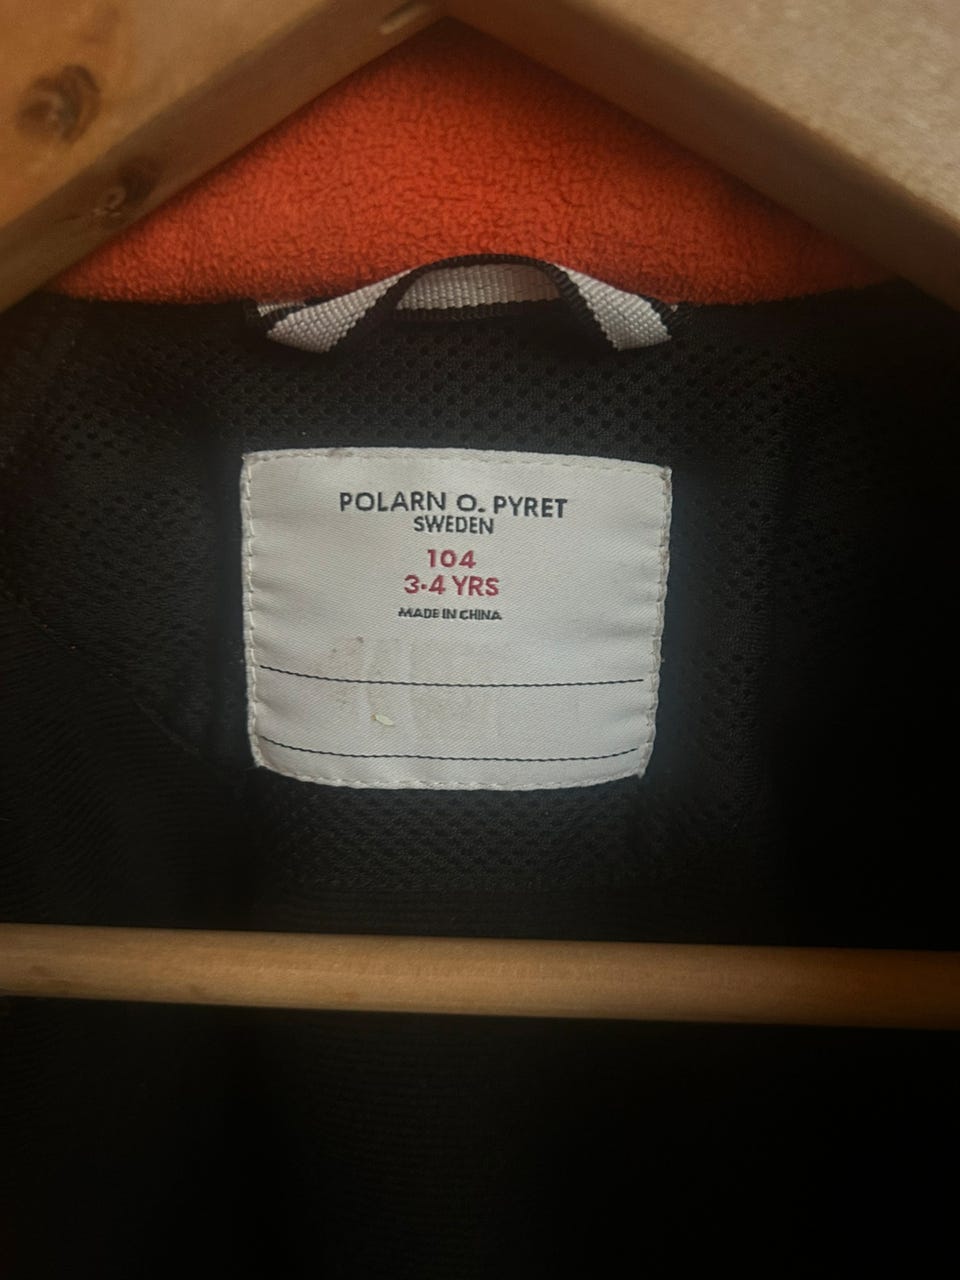 POLARN O. PYRET
SWEDEN
104
3-4 YRS
MADE IN CHINA